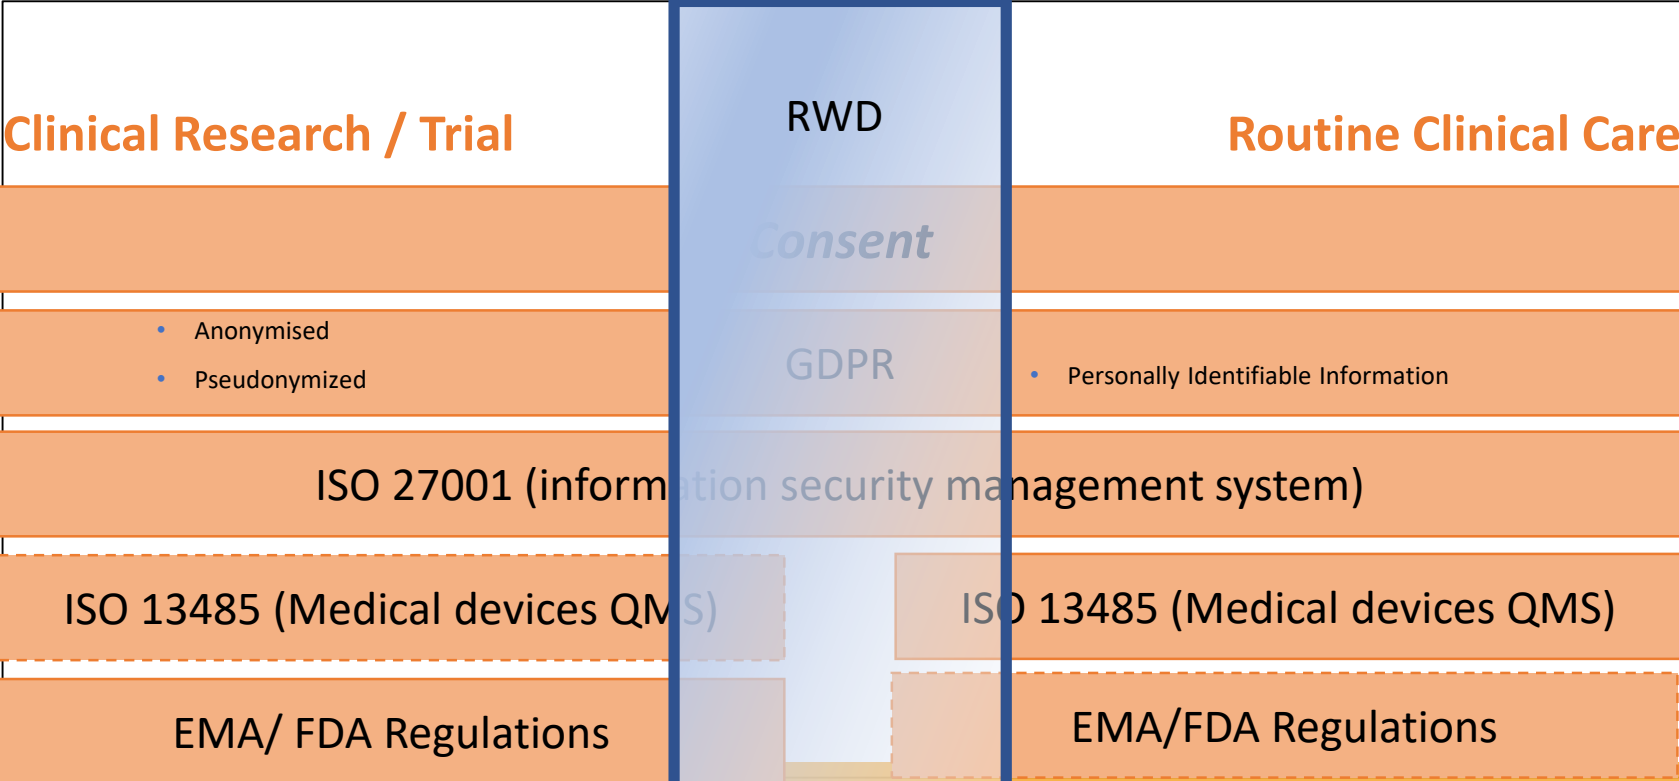 RWD
Clinical Research / Trial
Routine Clinical Care
Consent
• Anonymised
• Pseudonymized
GDPR
• Personally Identifiable Information
ISO 27001 (information security management system)
ISO 13485 (Medical devices QMS)
ISO 13485 (Medical devices QMS)
EMA/ FDA Regulations
EMA/FDA Regulations